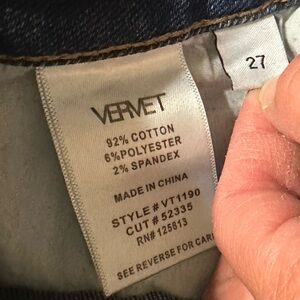 VERVET
27
92% COTTON
6%POLYESTER
2% SPANDEX
MADE IN CHINA
STYLE # VT1190
CUT # 52335
RN# 125613
SEE REVERSE FOR CARE